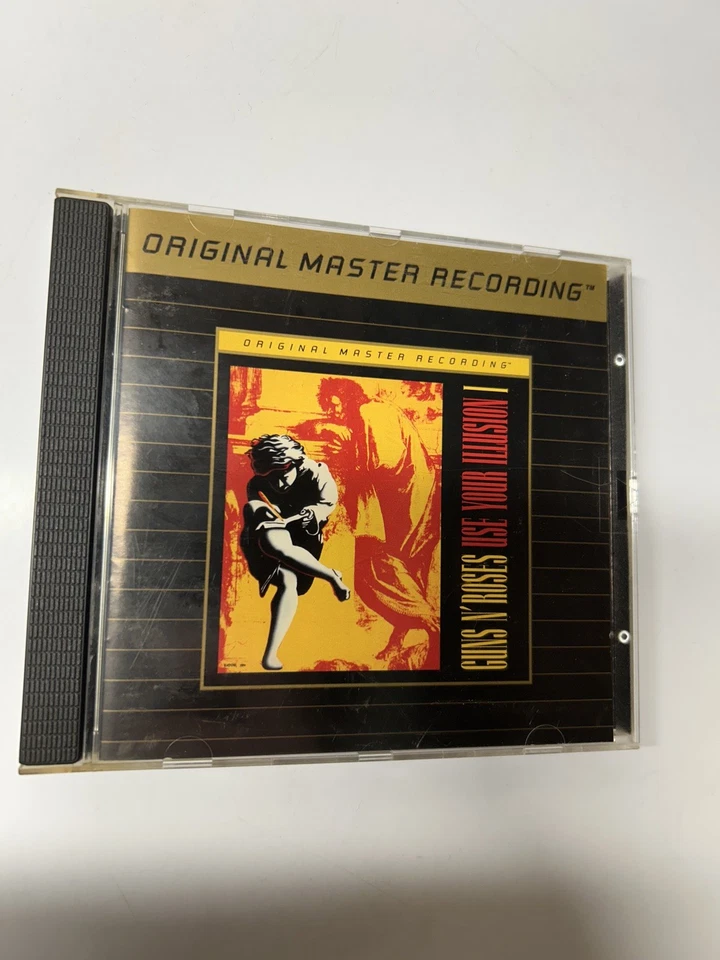 ORIGINAL MASTER RECORDING™
ORIGINAL MASTER RECORDING™
GUNS N' ROSES USE YOUR ILLUSION I